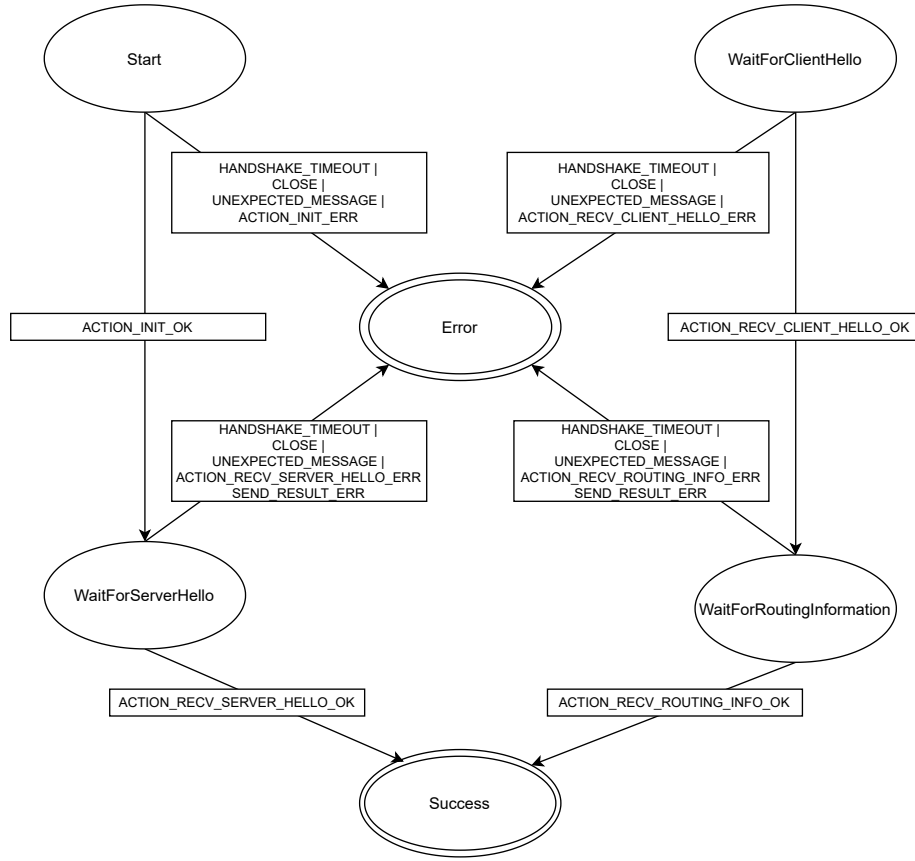 Start
WaitForClientHello
HANDSHAKE_TIMEOUT |
CLOSE |
UNEXPECTED_MESSAGE |
ACTION_INIT_ERR
HANDSHAKE_TIMEOUT |
CLOSE |
UNEXPECTED_MESSAGE |
ACTION_RECV_CLIENT_HELLO_ERR
ACTION_INIT_OK
Error
ACTION_RECV_CLIENT_HELLO_OK
HANDSHAKE_TIMEOUT |
CLOSE |
UNEXPECTED_MESSAGE |
ACTION_RECV_SERVER_HELLO_ERR
SEND_RESULT_ERR
HANDSHAKE_TIMEOUT |
CLOSE |
UNEXPECTED_MESSAGE |
ACTION_RECV_ROUTING_INFO_ERR
SEND_RESULT_ERR
WaitForServerHello
WaitForRoutingInformation
ACTION_RECV_SERVER_HELLO_OK
ACTION_RECV_ROUTING_INFO_OK
Success